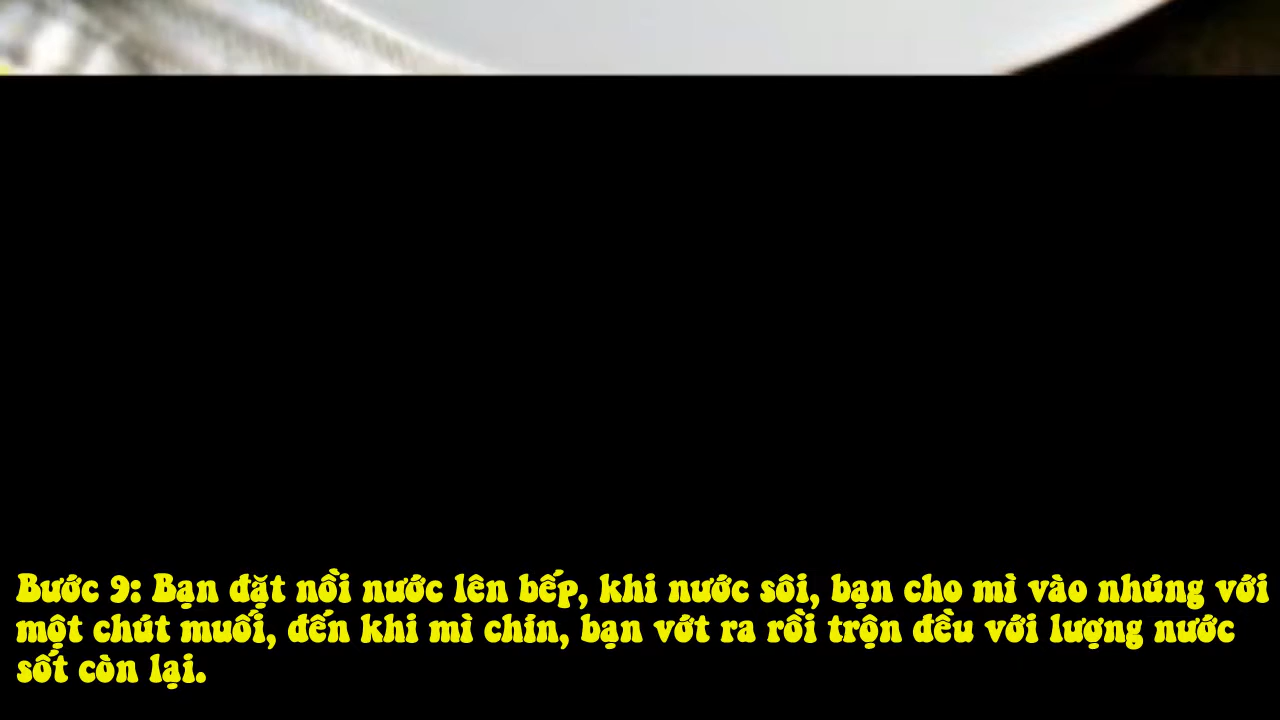 Bước 9: Bạn đặt nồi nước lên bếp, khi nước sôi, bạn cho mì vào nhúng với
một chút muối, đến khi mì chín, bạn vớt ra rồi trộn đều với lượng nước
sốt còn lại.